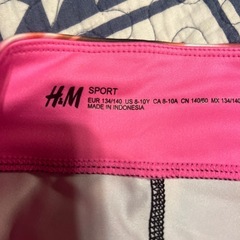 H&M SPORT
EUR 134/140 US 8-10Y CA 8-10A CN 140/60 MX 134/140
MADE IN INDONESIA